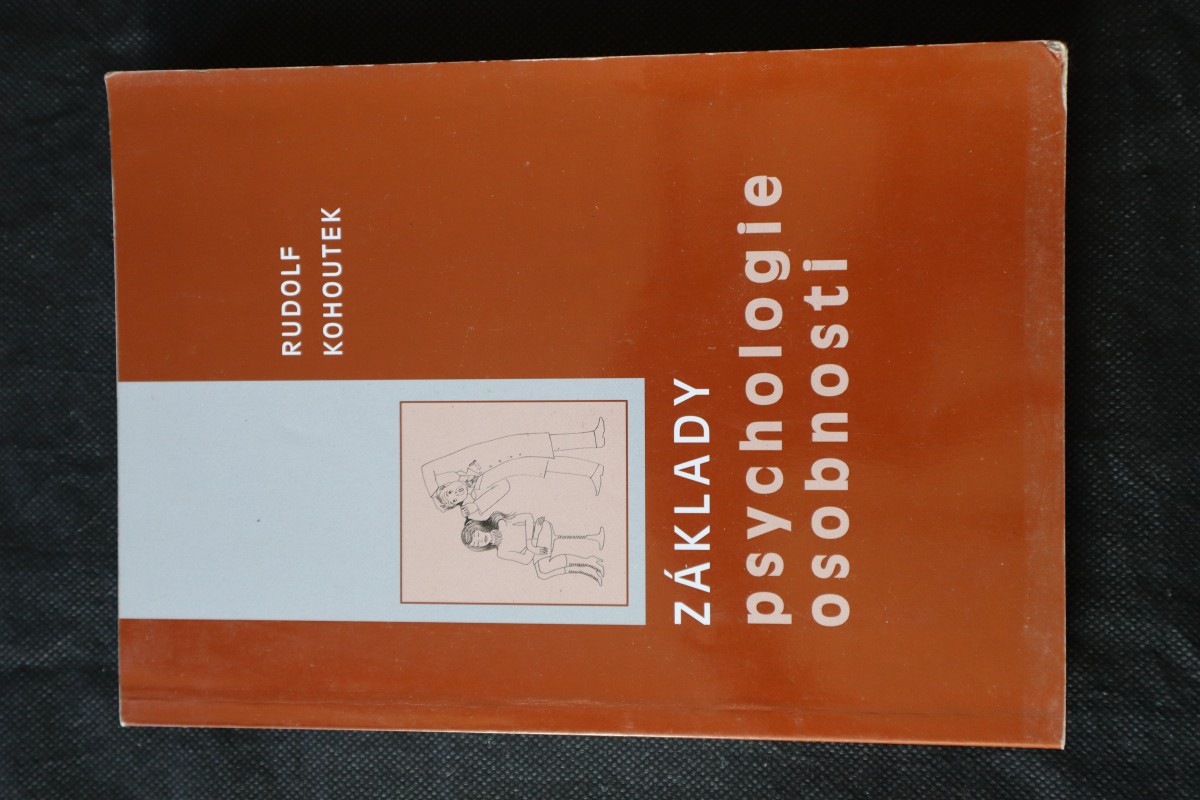 RUDOLF
KOHOUTEK
ZÁKLADY
psychologie
osobnosti